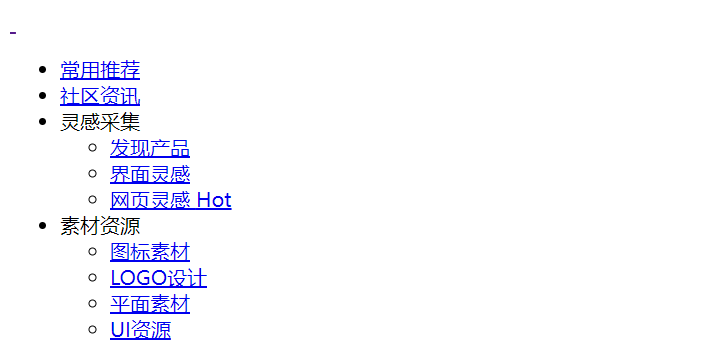 常用推荐
社区资讯
灵感采集
发现产品
界面灵感
网页灵感 Hot
素材资源
图标素材
LOGO设计
平面素材
UI资源